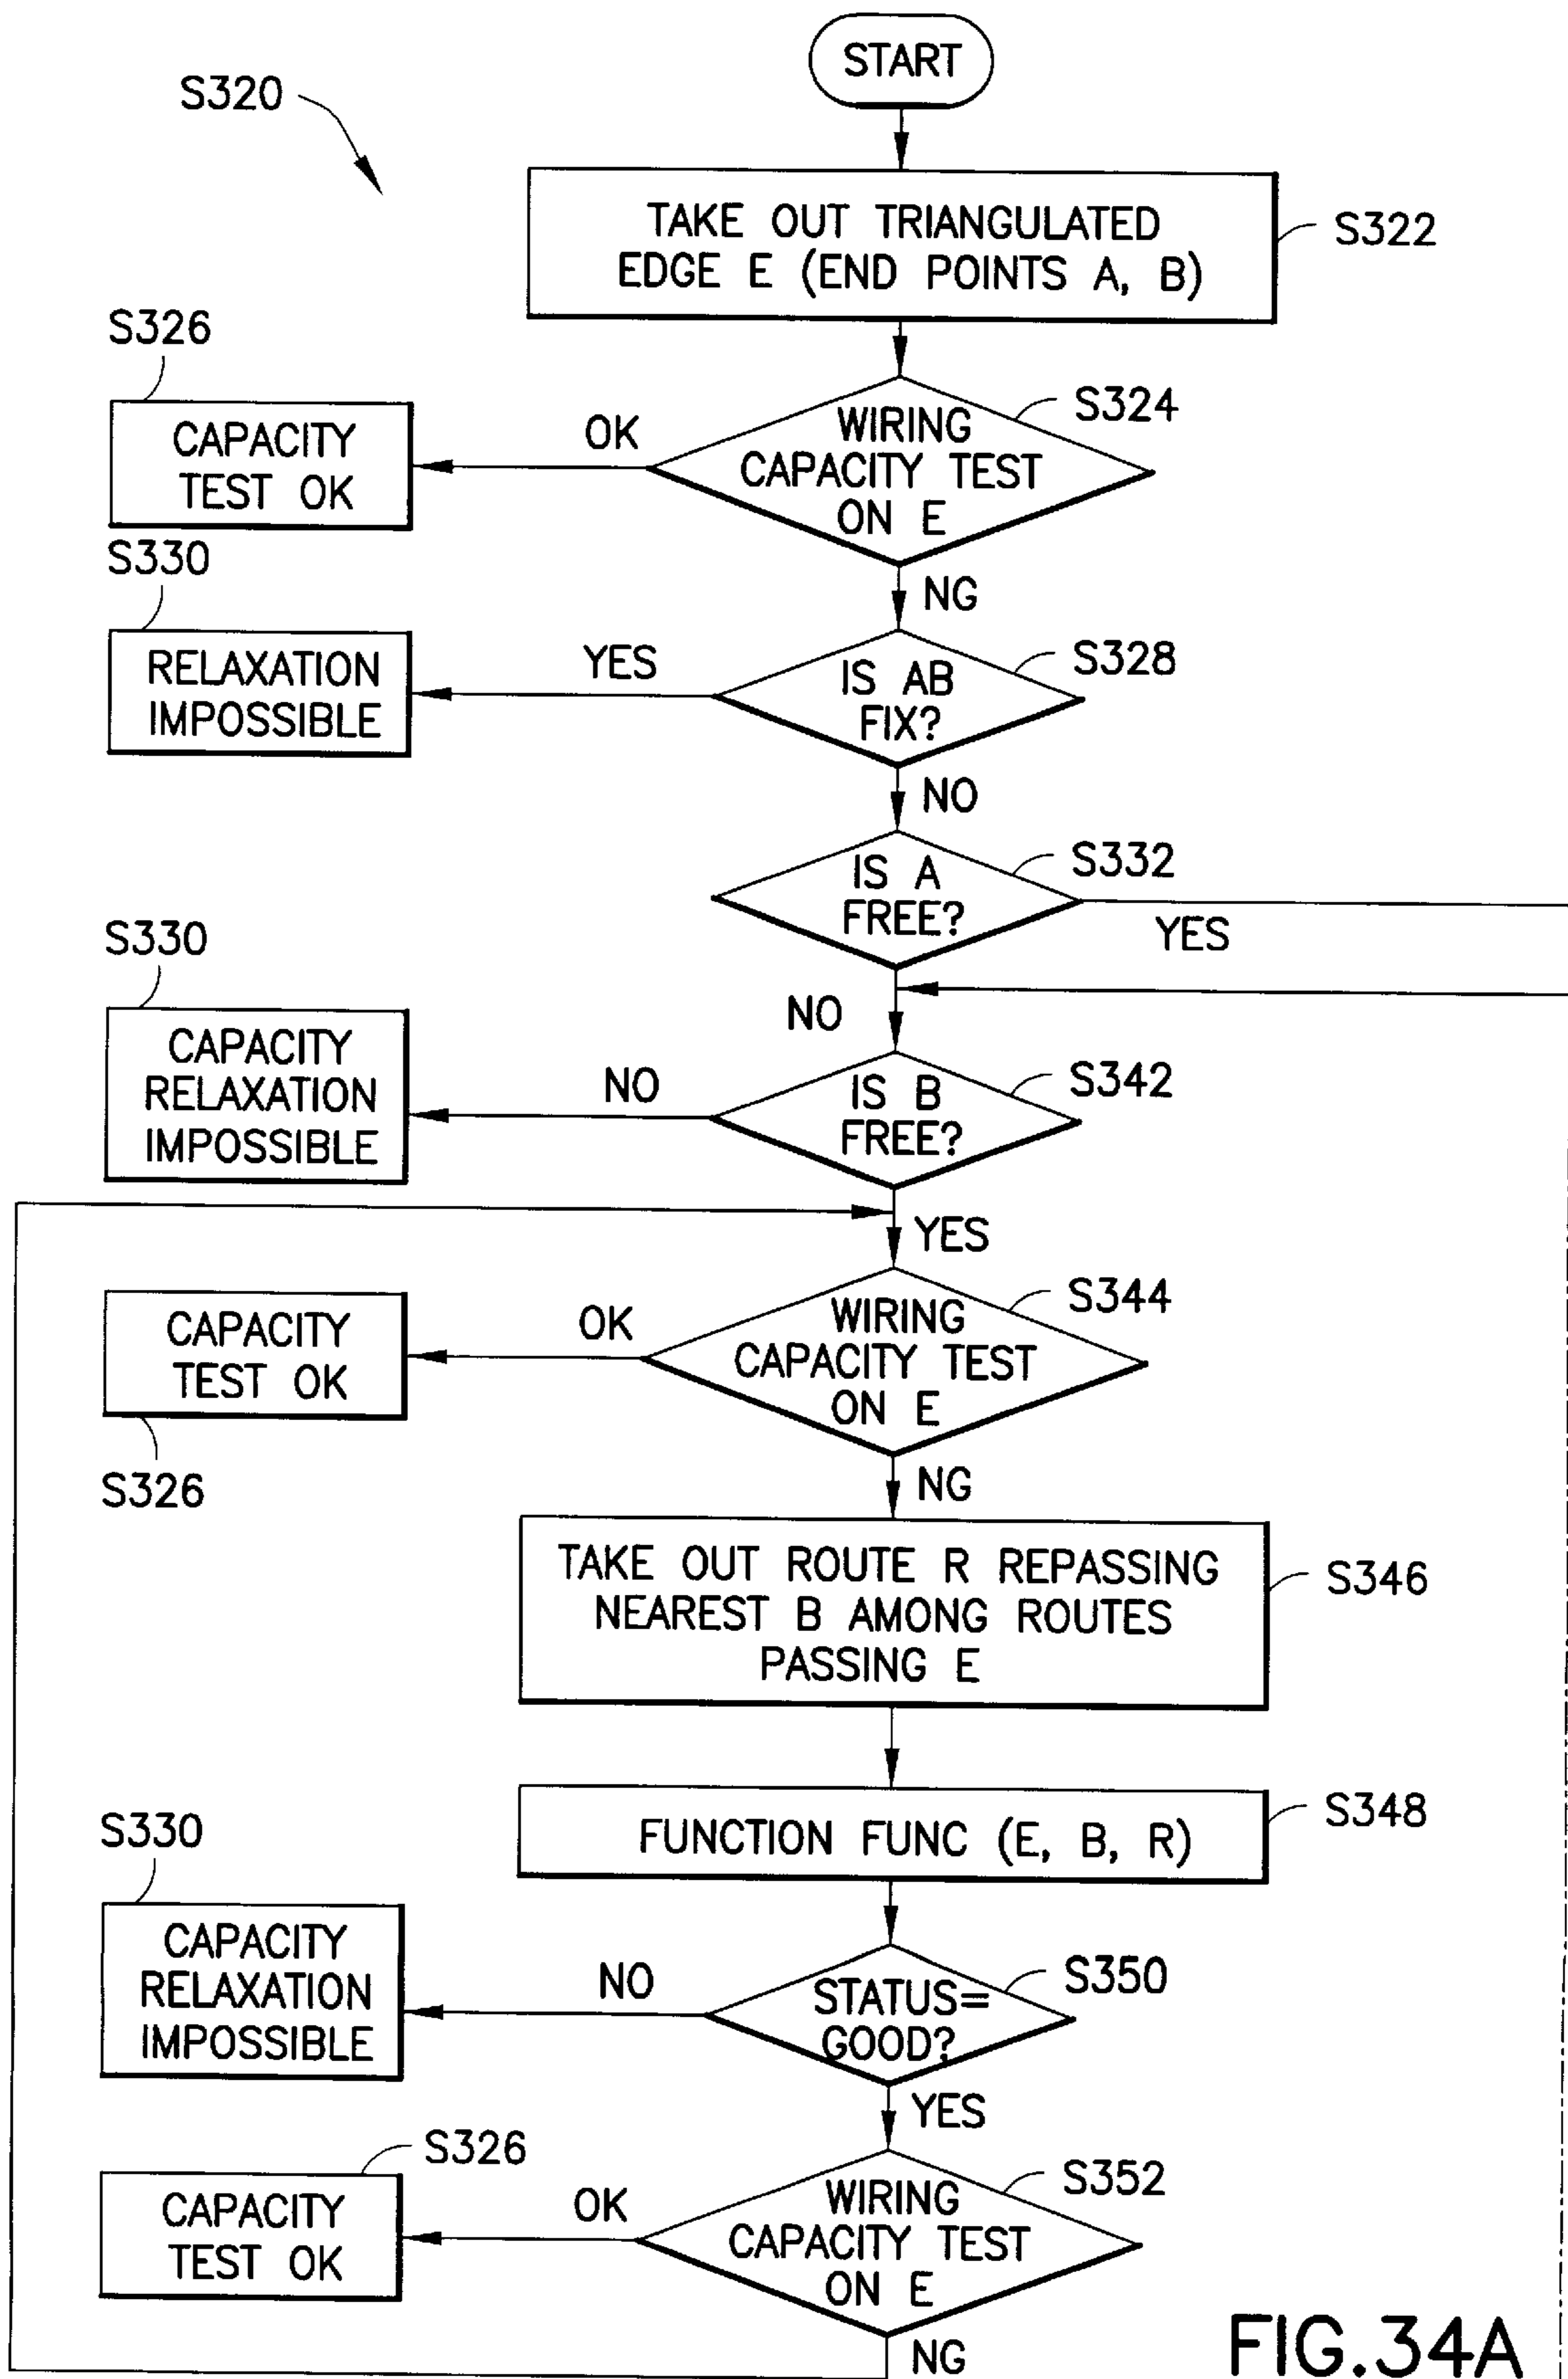 START
S320
TAKE OUT TRIANGULATED
EDGE E (END POINTS A, B)
S322
S326
CAPACITY
TEST OK
OK
WIRING
CAPACITY TEST
ON E
S324
NG
S330
RELAXATION
IMPOSSIBLE
YES
IS AB
FIX?
S328
NO
IS A
FREE?
S332
YES
NO
S330
CAPACITY
RELAXATION
IMPOSSIBLE
NO
IS B
FREE?
S342
YES
CAPACITY
TEST OK
S326
OK
WIRING
CAPACITY TEST
ON E
S344
NG
TAKE OUT ROUTE R REPASSING
NEAREST B AMONG ROUTES
PASSING E
S346
FUNCTION FUNC (E, B, R)
S348
S330
CAPACITY
RELAXATION
IMPOSSIBLE
NO
STATUS=
GOOD?
S350
YES
S326
CAPACITY
TEST OK
OK
WIRING
CAPACITY TEST
ON E
S352
NG
FIG.34A